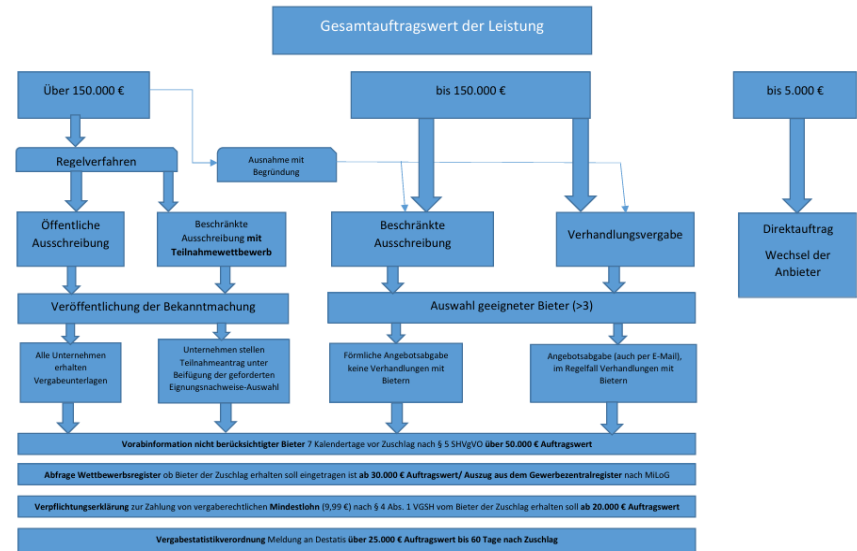 Gesamtauftragswert der Leistung
Über 150.000 €
bis 150.000 €
bis 5.000 €
Regelverfahren
Ausnahme mit
Begründung
Öffentliche
Ausschreibung
Beschränkte
Ausschreibung mit
Teilnahmewettbewerb
Beschränkte
Ausschreibung
Verhandlungsvergabe
Direktauftrag
Wechsel der
Anbieter
Veröffentlichung der Bekanntmachung
Auswahl geeigneter Bieter (>3)
Alle Unternehmen
erhalten
Vergabeunterlagen
Unternehmen stellen
Teilnahmeantrag unter
Beifügung der geforderten
Eignungsnachweise-Auswahl
Förmliche Angebotsabgabe
keine Verhandlungen mit
Bietern
Angebotsabgabe (auch per E-Mail),
im Regelfall Verhandlungen mit
Bietern
Vorabinformation nicht berücksichtigter Bieter 7 Kalendertage vor Zuschlag nach § 5 SHVgVO über 50.000 € Auftragswert
Abfrage Wettbewerbsregister ob Bieter der Zuschlag erhalten soll eingetragen ist ab 30.000 € Auftragswert/ Auszug aus dem Gewerbezentralregister nach MiLoG
Verpflichtungserklärung zur Zahlung von vergaberechtlichen Mindestlohn (9,99 €) nach § 4 Abs. 1 VGSH vom Bieter der Zuschlag erhalten soll ab 20.000 € Auftragswert
Vergabestatistikverordnung Meldung an Destatis über 25.000 € Auftragswert bis 60 Tage nach Zuschlag